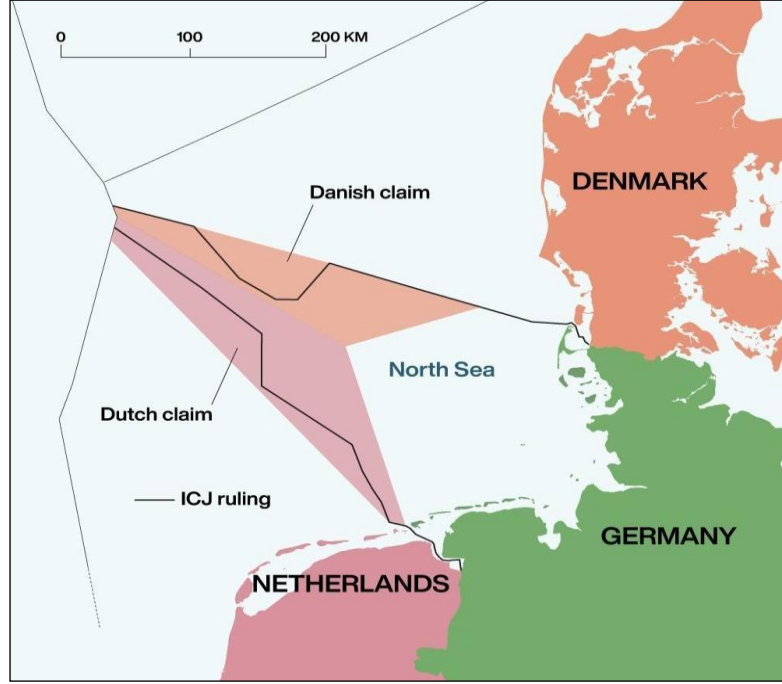 0 100 200 KM
DENMARK
Danish claim
North Sea
Dutch claim
ICJ ruling
GERMANY
NETHERLANDS